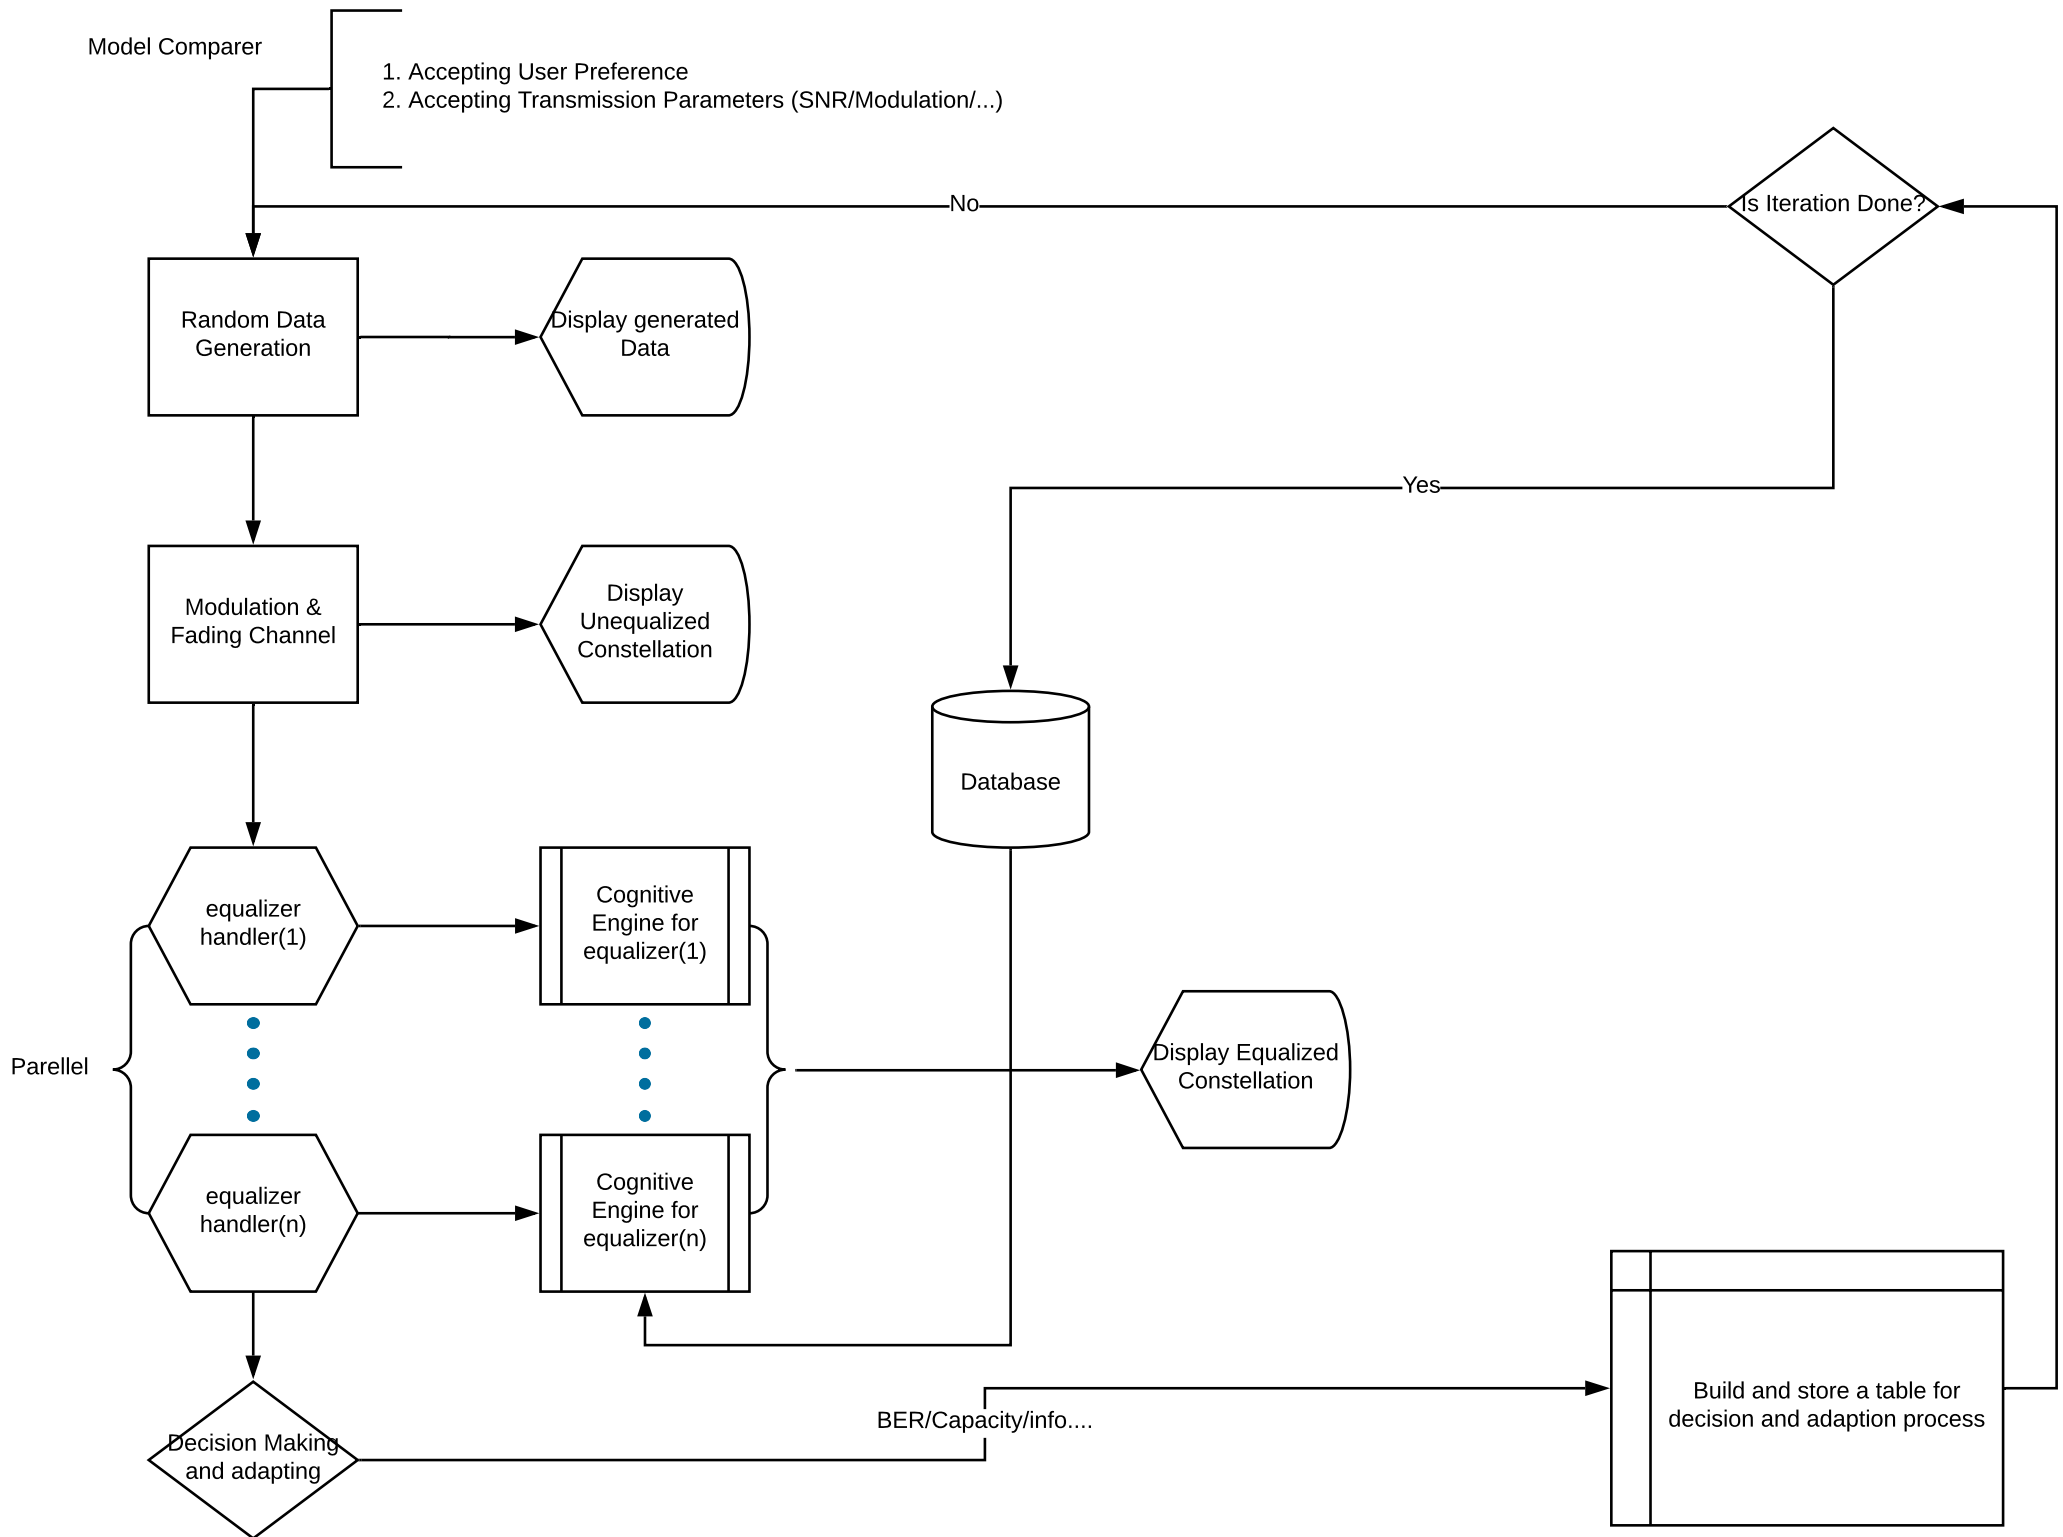 Model Comparer
1. Accepting User Preference
2. Accepting Transmission Parameters (SNR/Modulation/...)
Is Iteration Done?
No
Random Data
Generation
Display generated
Data
Yes
Modulation &
Fading Channel
Display
Unequalized
Constellation
Database
equalizer
handler(1)
Cognitive
Engine for
equalizer(1)
Parellel
Display Equalized
Constellation
equalizer
handler(n)
Cognitive
Engine for
equalizer(n)
Decision Making
and adapting
BER/Capacity/info....
Build and store a table for
decision and adaption process